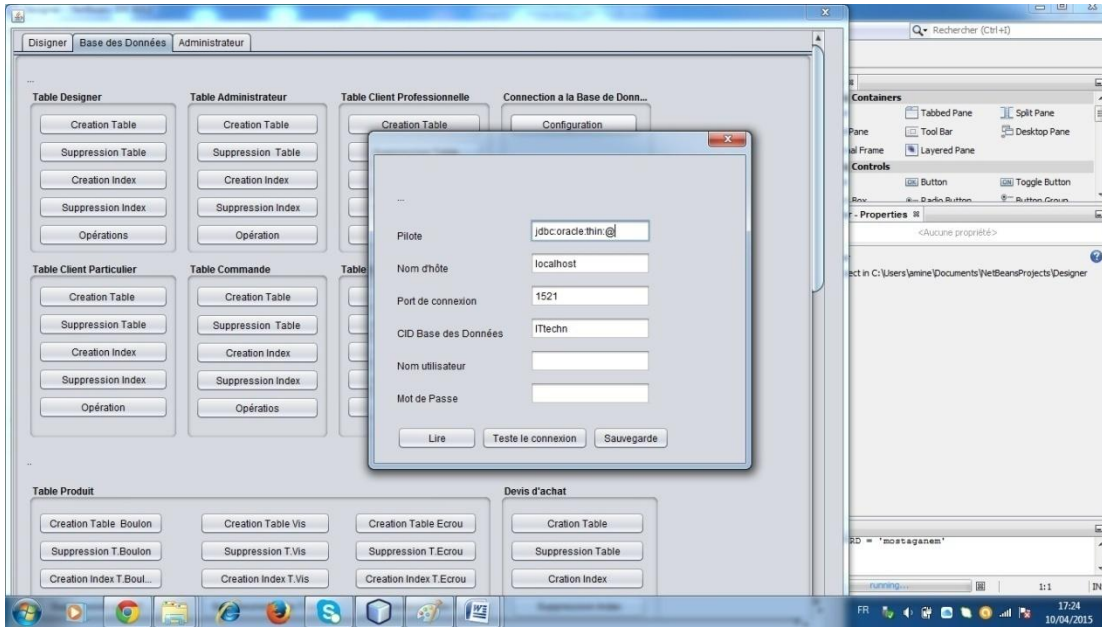 Rechercher (Ctrl+I)
Disigner
Base des Données
Administrateur
...
Table Designer
Table Administrateur
Table Client Professionnelle
Connection a la Base de Donn...
Creation Table
Creation Table
Creation Table
Configuration
Suppression Table
Suppression Table
Creation Index
Creation Index
Suppression Index
Suppression Index
Opérations
Opération
Table Client Particulier
Table Commande
Table
Creation Table
Creation Table
Suppression Table
Suppression Table
Creation Index
Creation Index
Suppression Index
Suppression Index
Opération
Opératios
...
Pilote
jdbc:oracle:thin:@
Nom d'hôte
localhost
Port de connexion
1521
CID Base des Données
ITtechn
Nom utilisateur
Mot de Passe
Lire
Teste le connexion
Sauvegarde
..
Table Produit
Devis d'achat
Creation Table Boulon
Creation Table Vis
Creation Table Ecrou
Cration Table
Suppression T.Boulon
Suppression T.Vis
Suppression T.Ecrou
Suppression Table
Creation Index T.Boul...
Creation Index T.Vis
Creation Index T.Ecrou
Cration Index
Containers
Tabbed Pane
Split Pane
Pane
Tool Bar
Desktop Pane
al Frame
Layered Pane
Controls
Button
Toggle Button
Box
Radio Button
Button Group
r - Properties
<Aucune propriété>
ect in C:\Users\amine\Documents\NetBeansProjects\Designer
RD = 'mostaganem'
running...
1:1
IN
FR
17:24
10/04/2015